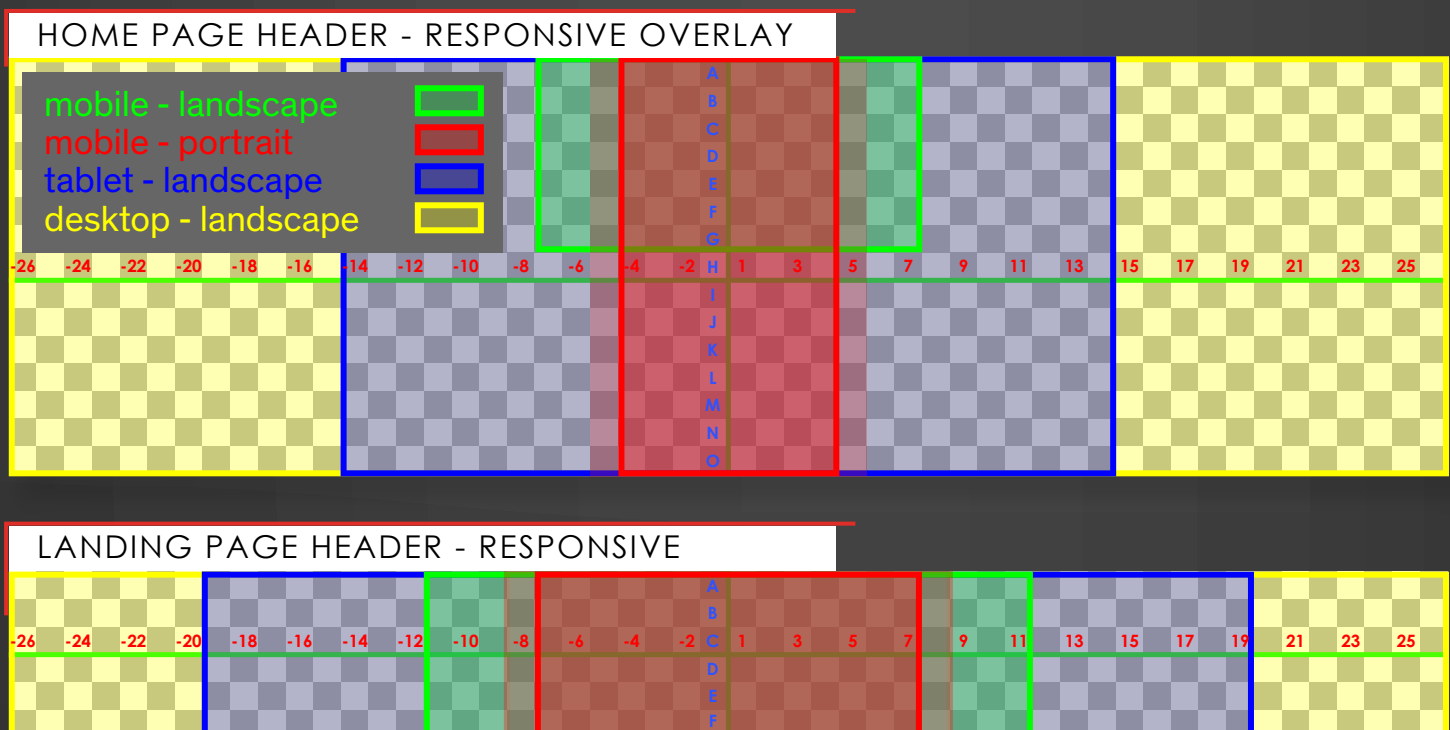 HOME PAGE HEADER - RESPONSIVE OVERLAY
mobile - landscape
mobile - portrait
tablet - landscape
desktop - landscape
A
B
C
D
E
F
G
-26 -24 -22 -20 -18 -16 -14 -12 -10 -8 -6 -4 -2 H 1 3 5 7 9 11 13 15 17 19 21 23 25
I
J
K
L
M
N
O
LANDING PAGE HEADER - RESPONSIVE
A
B
-26 -24 -22 -20 -18 -16 -14 -12 -10 -8 -6 -4 -2 C 1 3 5 7 9 11 13 15 17 19 21 23 25
D
E
F